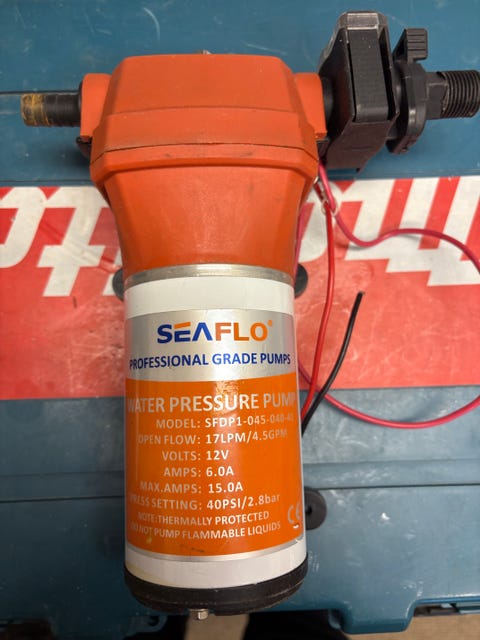 SEAFLO®
PROFESSIONAL GRADE PUMPS
WATER PRESSURE PUMP
MODEL: SFDP1-045-040-41
OPEN FLOW: 17LPM/4.5GPM
VOLTS: 12V
AMPS: 6.0A
MAX.AMPS: 15.0A
PRESS SETTING: 40PSI/2.8bar
NOTE:THERMALLY PROTECTED
DO NOT PUMP FLAMMABLE LIQUIDS
CE